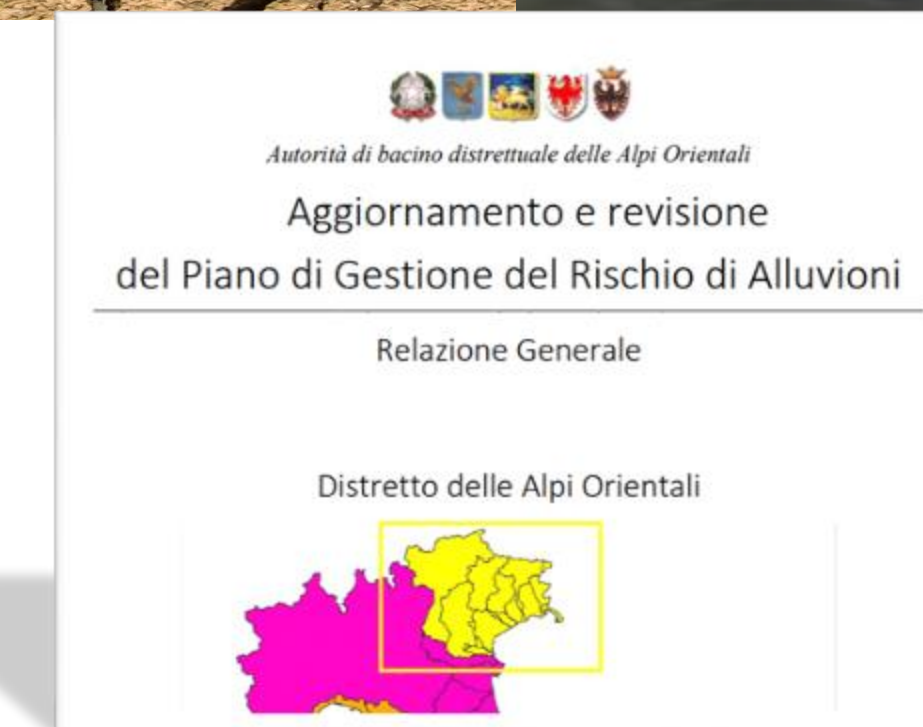 Autorità di bacino distrettuale delle Alpi Orientali
Aggiornamento e revisione
del Piano di Gestione del Rischio di Alluvioni
Relazione Generale
Distretto delle Alpi Orientali